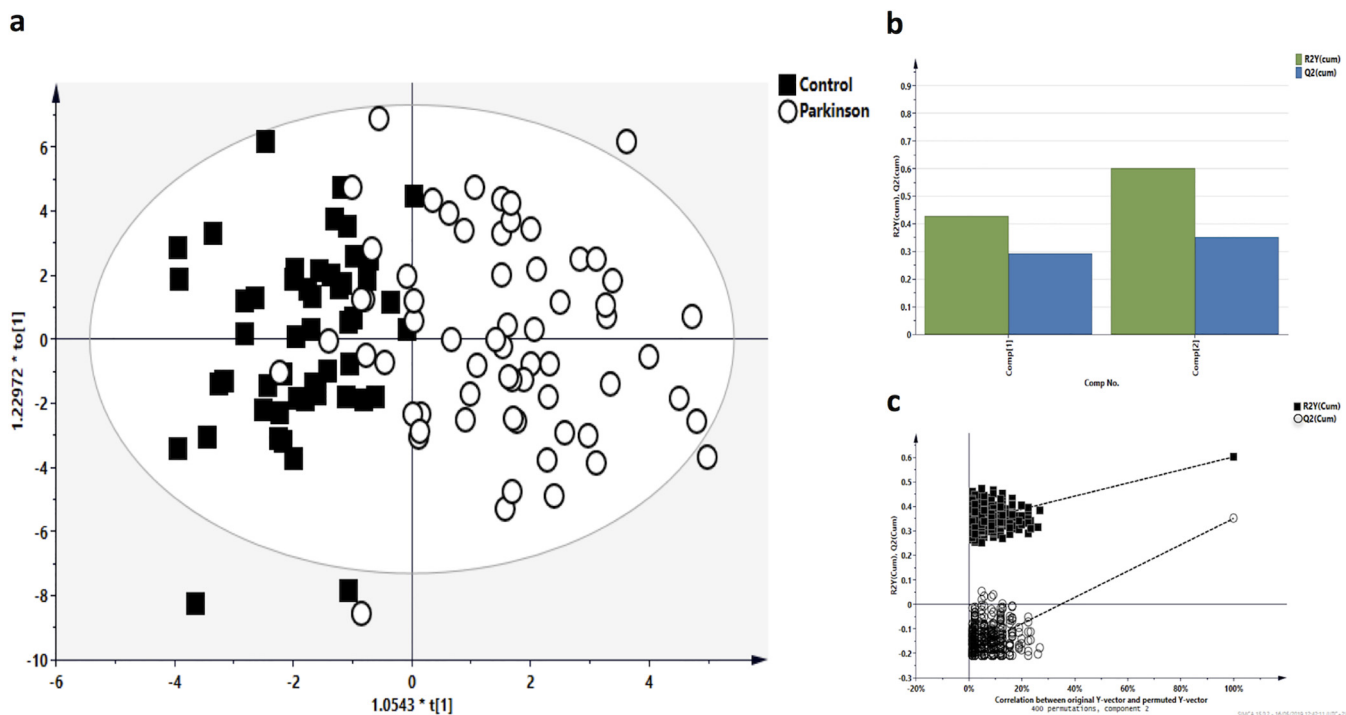 a
Control
Parkinson
1.22972 * to[1]
6
4
2
0
-2
-4
-6
-8
-10
-6
-4
-2
0
2
4
1.0543 * t[1]
b
R2Y(cum)
Q2(cum)
R2Y(cum), Q2(cum)
0.9
0.8
0.7
0.6
0.5
0.4
0.3
0.2
0.1
0
Comp[1]
Comp[2]
Comp No.
c
R2Y(Cum)
Q2(Cum)
R2Y(Cum), Q2(Cum)
0.6
0.5
0.4
0.3
0.2
0.1
0
-0.1
-0.2
-0.3
-20%
0%
20%
40%
60%
80%
100%
Correlation between original Y-vector and permuted Y-vector
400 permutations, component 2